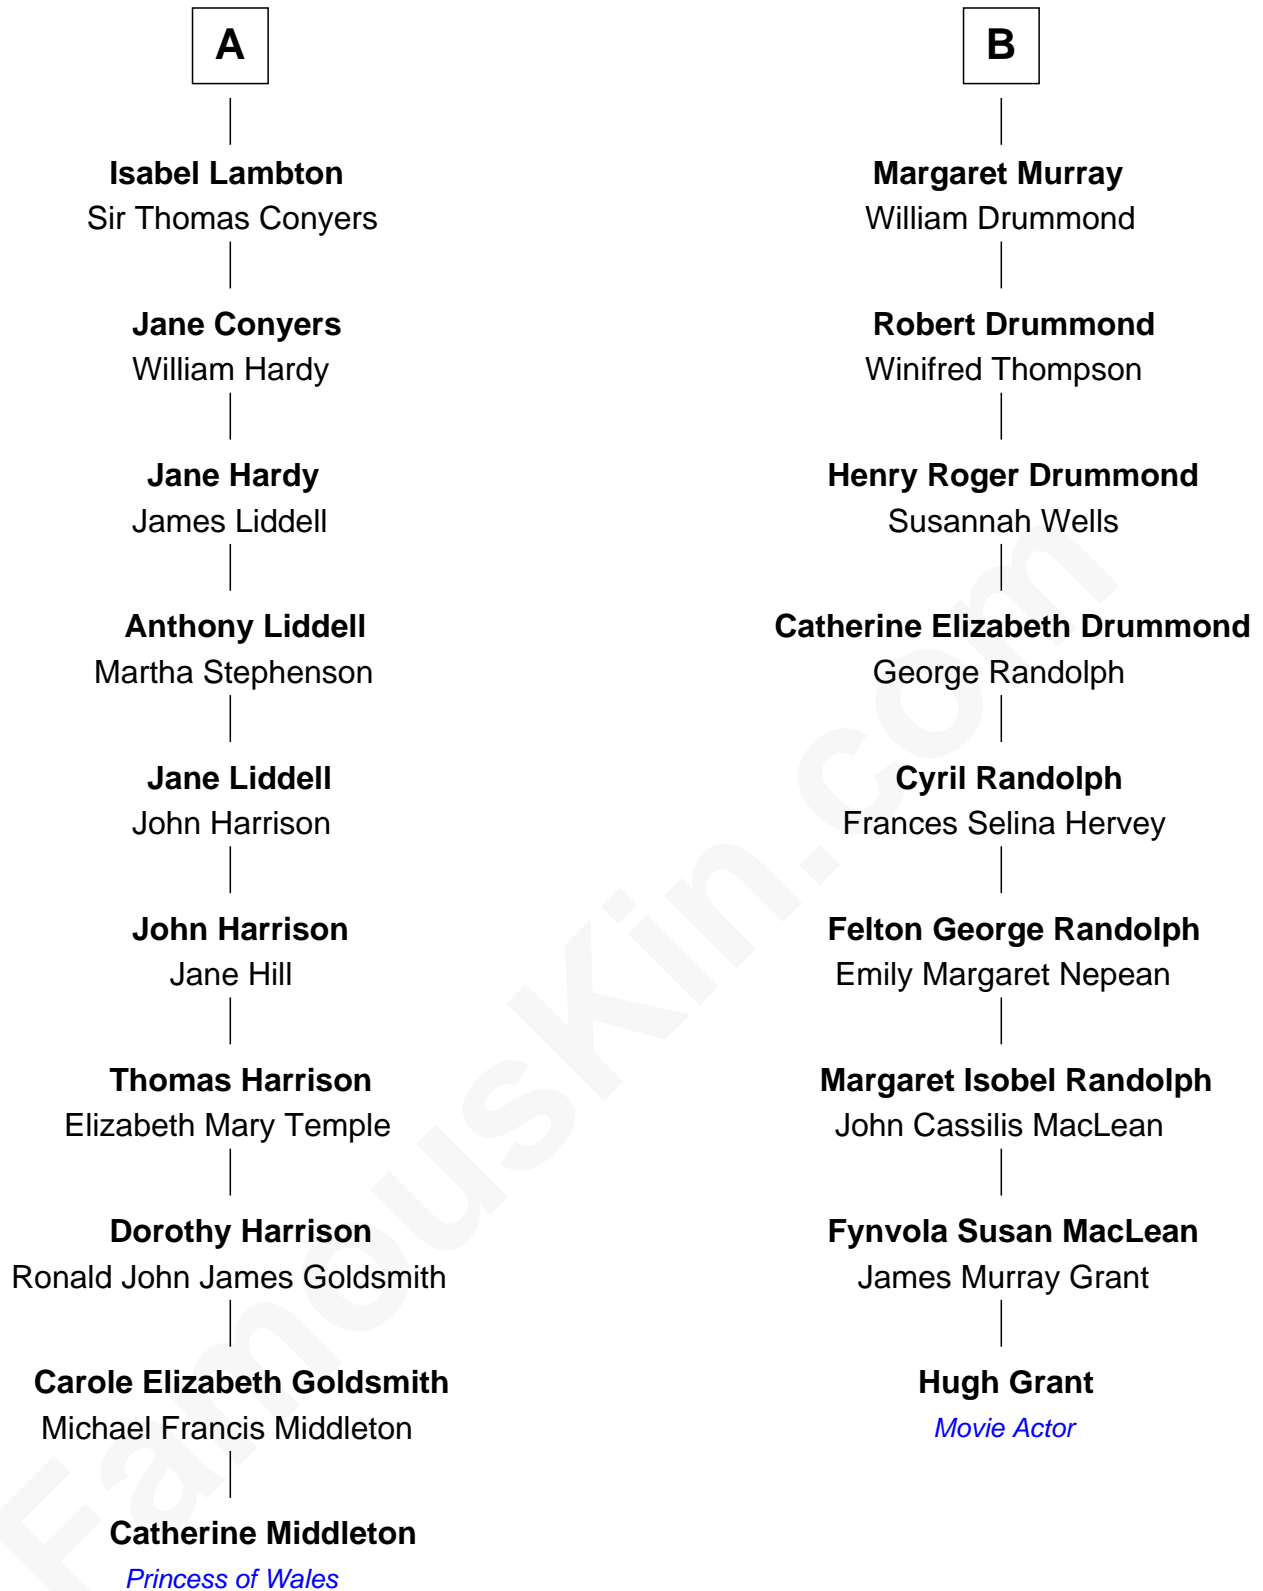 A
Isabel Lambton
Sir Thomas Conyers
Jane Conyers
William Hardy
Jane Hardy
James Liddell
Anthony Liddell
Martha Stephenson
Jane Liddell
John Harrison
John Harrison
Jane Hill
Thomas Harrison
Elizabeth Mary Temple
Dorothy Harrison
Ronald John James Goldsmith
Carole Elizabeth Goldsmith
Michael Francis Middleton
Catherine Middleton
Princess of Wales
B
Margaret Murray
William Drummond
Robert Drummond
Winifred Thompson
Henry Roger Drummond
Susannah Wells
Catherine Elizabeth Drummond
George Randolph
Cyril Randolph
Frances Selina Hervey
Felton George Randolph
Emily Margaret Nepean
Margaret Isobel Randolph
John Cassilis MacLean
Fynvola Susan MacLean
James Murray Grant
Hugh Grant
Movie Actor
FamousKin.com